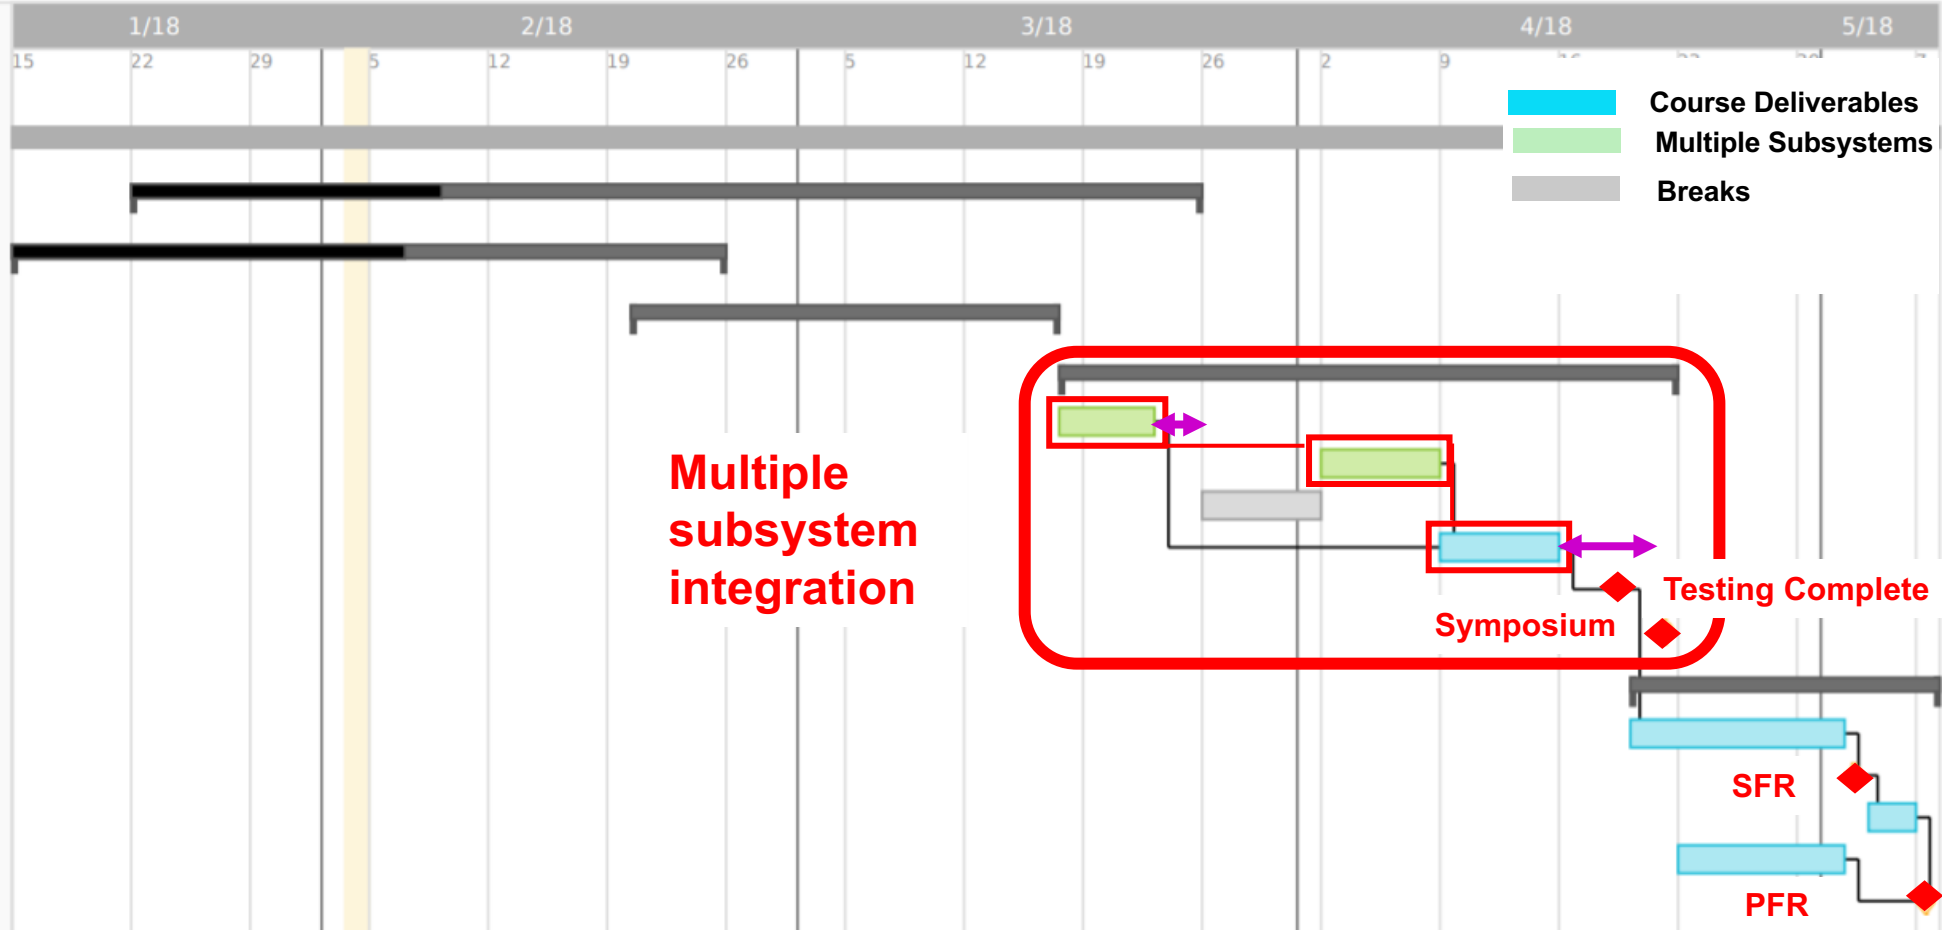 1/18 2/18 3/18 4/18 5/18
15 22 29 5 12 19 26 5 12 19 26 2 9
Course Deliverables
Multiple Subsystems
Breaks
Multiple
subsystem
integration
Testing Complete
Symposium
SFR
PFR